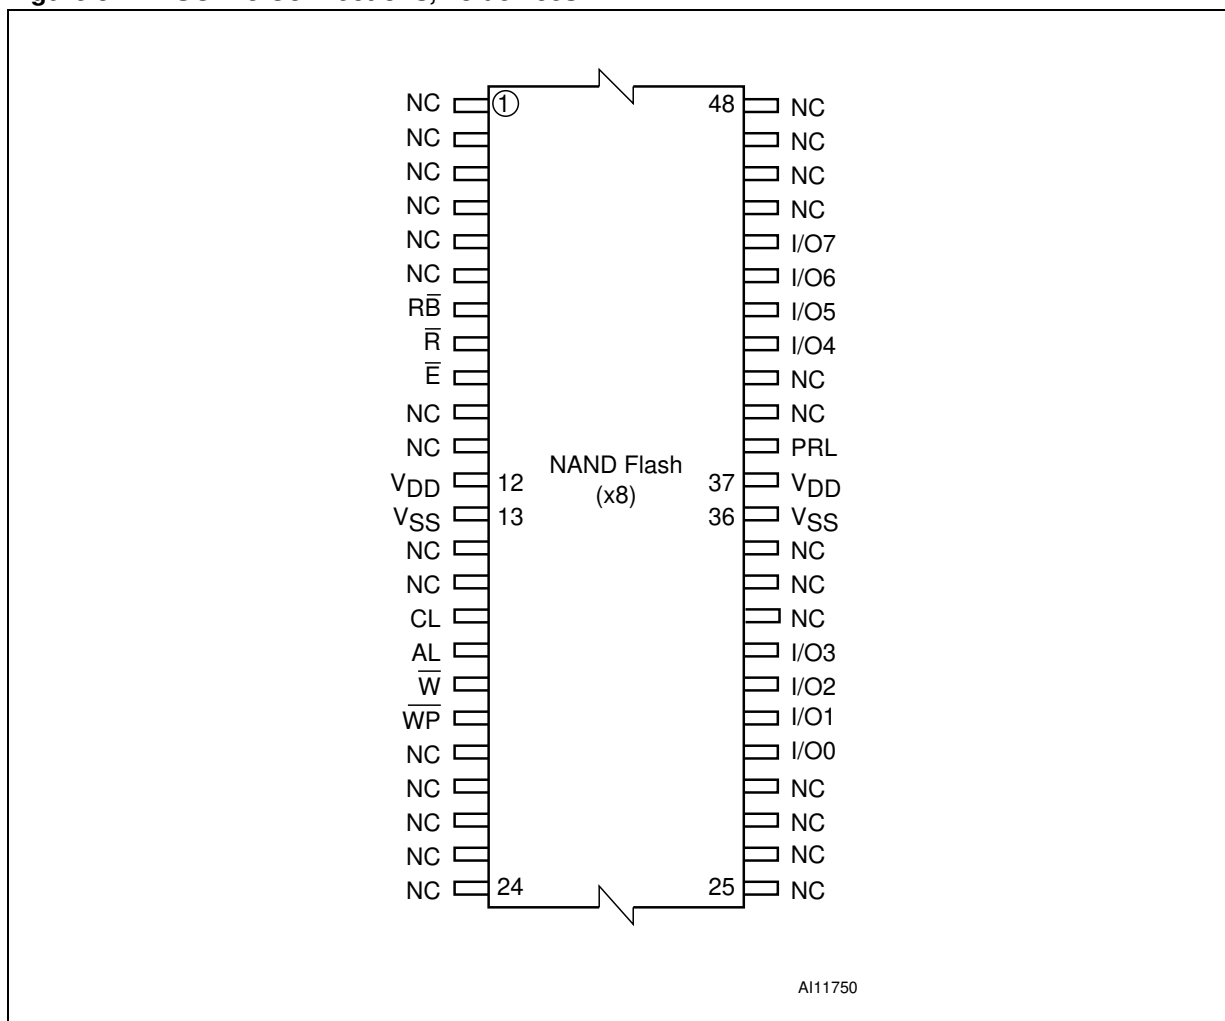 NC 1 48 NC
NC NC
NC NC
NC NC
NC I/O7
NC I/O6
RB̅ I/O5
R̅ I/O4
E̅ NC
NC NC
NC PRL
NAND Flash
VDD 12 37 VDD
(x8)
VSS 13 36 VSS
NC NC
NC NC
CL NC
AL I/O3
W̅ I/O2
W̅P̅ I/O1
NC I/O0
NC NC
NC NC
NC NC
NC 24 25 NC
AI11750